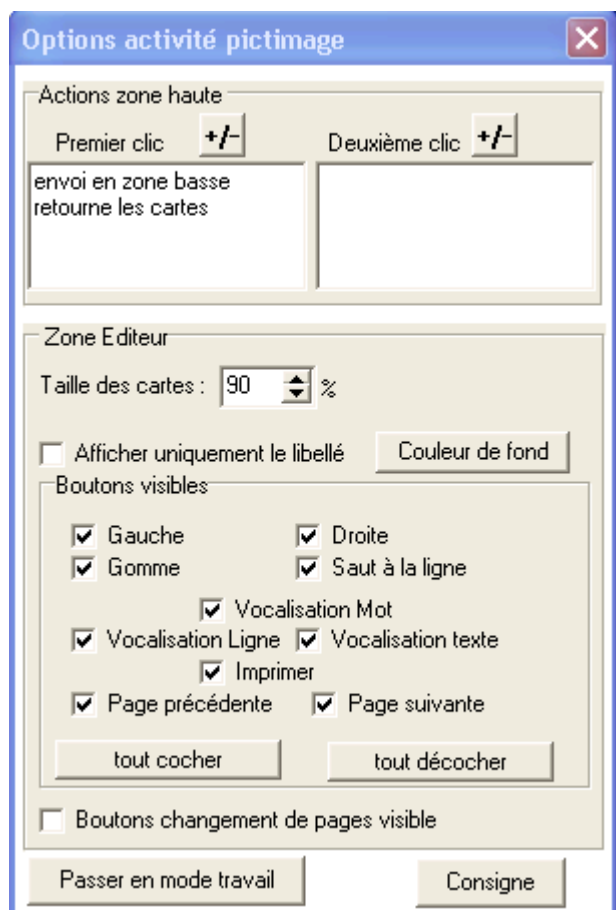 Options activité pictimage
Actions zone haute
Premier clic +/- Deuxième clic +/-
envoi en zone basse
retourne les cartes
Zone Editeur
Taille des cartes : 90 %
Afficher uniquement le libellé Couleur de fond
Boutons visibles
Gauche Droite
Gomme Saut à la ligne
Vocalisation Mot
Vocalisation Ligne Vocalisation texte
Imprimer
Page précédente Page suivante
tout cocher tout décocher
Boutons changement de pages visible
Passer en mode travail Consigne